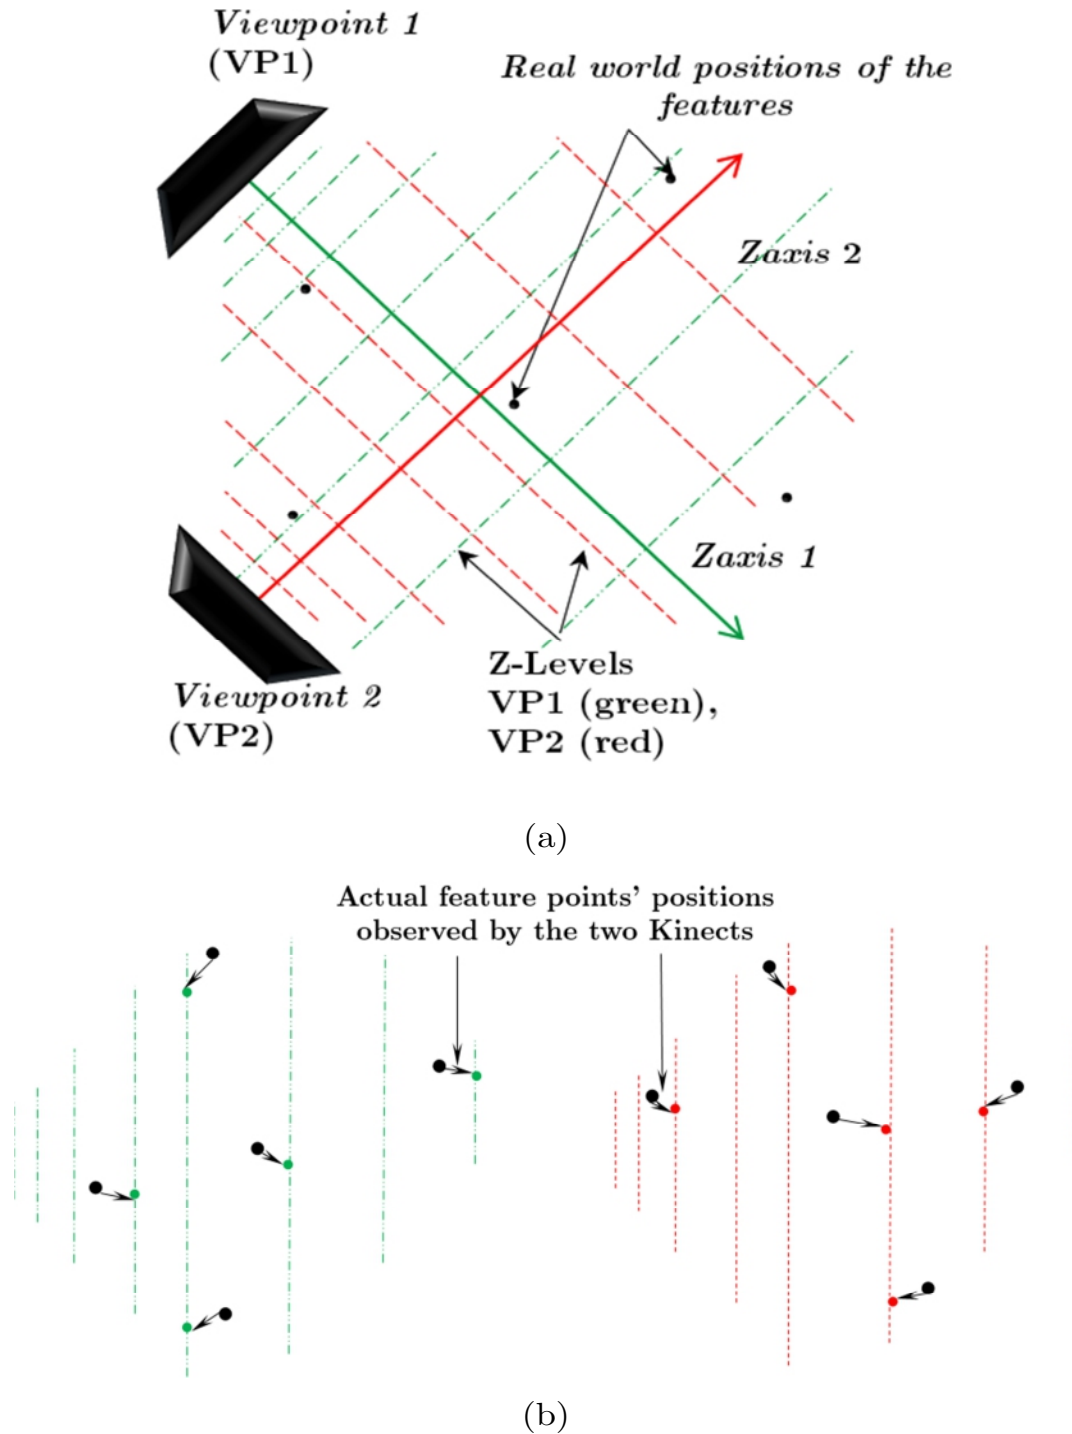 Viewpoint 1
(VP1)
Real world positions of the
features
Zaxis 2
Zaxis 1
Z-Levels
VP1 (green),
VP2 (red)
Viewpoint 2
(VP2)
(a)
Actual feature points' positions
observed by the two Kinects
(b)